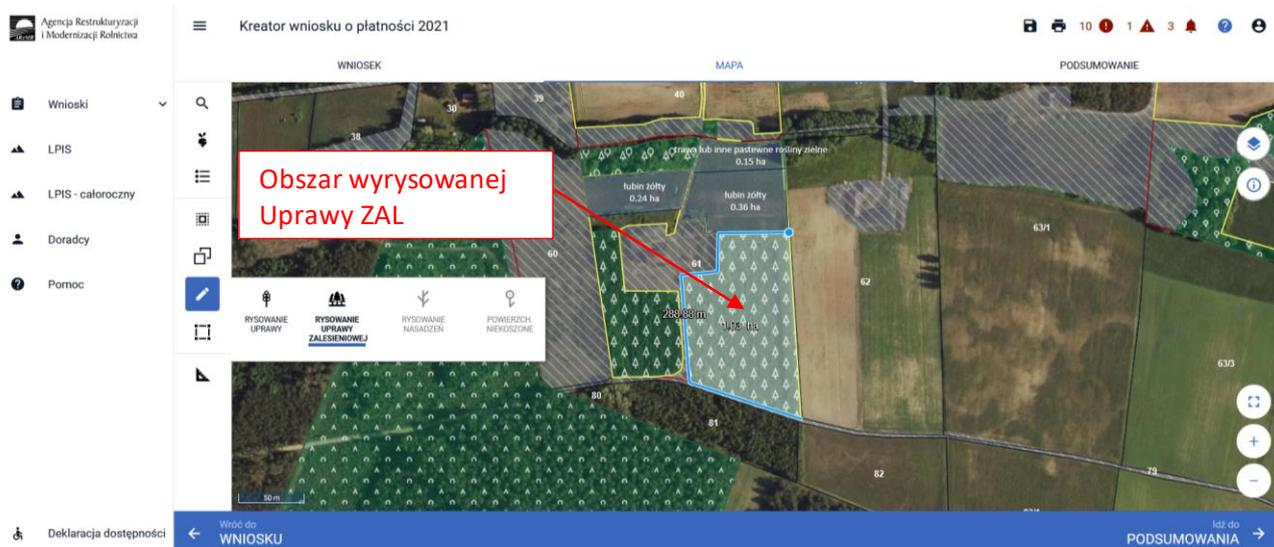 Agencja Restrukturyzacji
i Modernizacji Rolnictwa
Kreator wniosku o płatności 2021
10
1
3
WNIOSEK
MAPA
PODSUMOWANIE
Wnioski
LPIS
LPIS - całoroczny
Doradcy
Pomoc
Deklaracja dostępności
39
40
30
38
trawa lub inne pastewne rośliny zielne
0.15 ha
łubin żółty
0.24 ha
łubin żółty
0.36 ha
Obszar wyrysowanej
Uprawy ZAL
60
61
62
63/1
63/3
288.88 m
1.03 ha
RYSOWANIE
UPRAWY
RYSOWANIE
UPRAWY
ZALESIENIOWEJ
RYSOWANIE
NASADZEŃ
POWIERZCH.
NIEKOSZONE
80
81
82
79
50 m
Wróć do
WNIOSKU
Idź do
PODSUMOWANIA